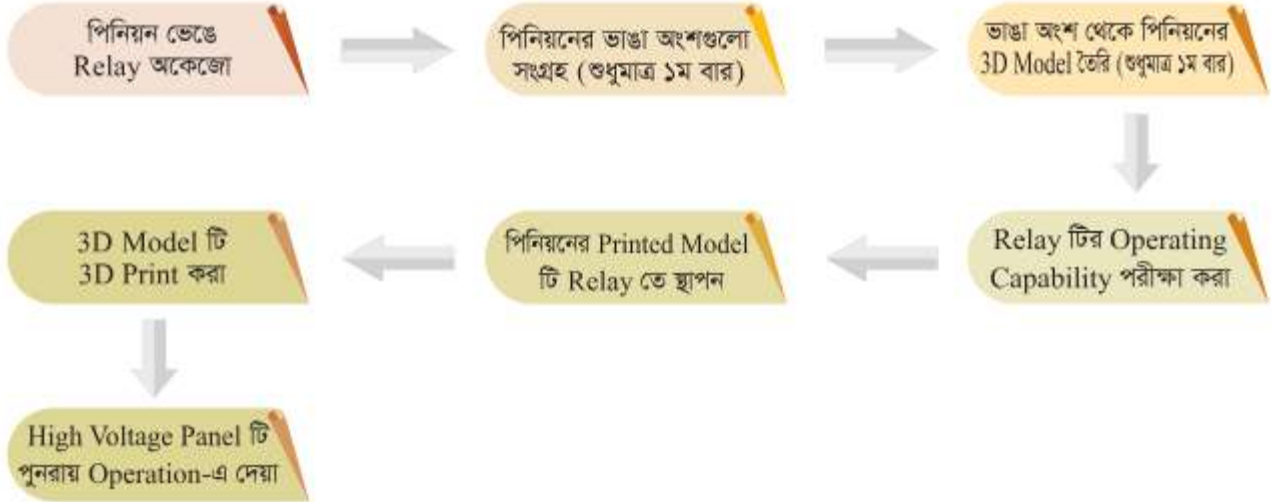 পিনিয়ন ভেঙে
Relay অকেজো
পিনিয়নের ভাঙা অংশগুলো
সংগ্রহ (শুধুমাত্র ১ম বার)
ভাঙা অংশ থেকে পিনিয়নের
3D Model তৈরি (শুধুমাত্র ১ম বার)
Relay টির Operating
Capability পরীক্ষা করা
পিনিয়নের Printed Model
টি Relay তে স্থাপন
3D Model টি
3D Print করা
High Voltage Panel টি
পুনরায় Operation-এ দেয়া